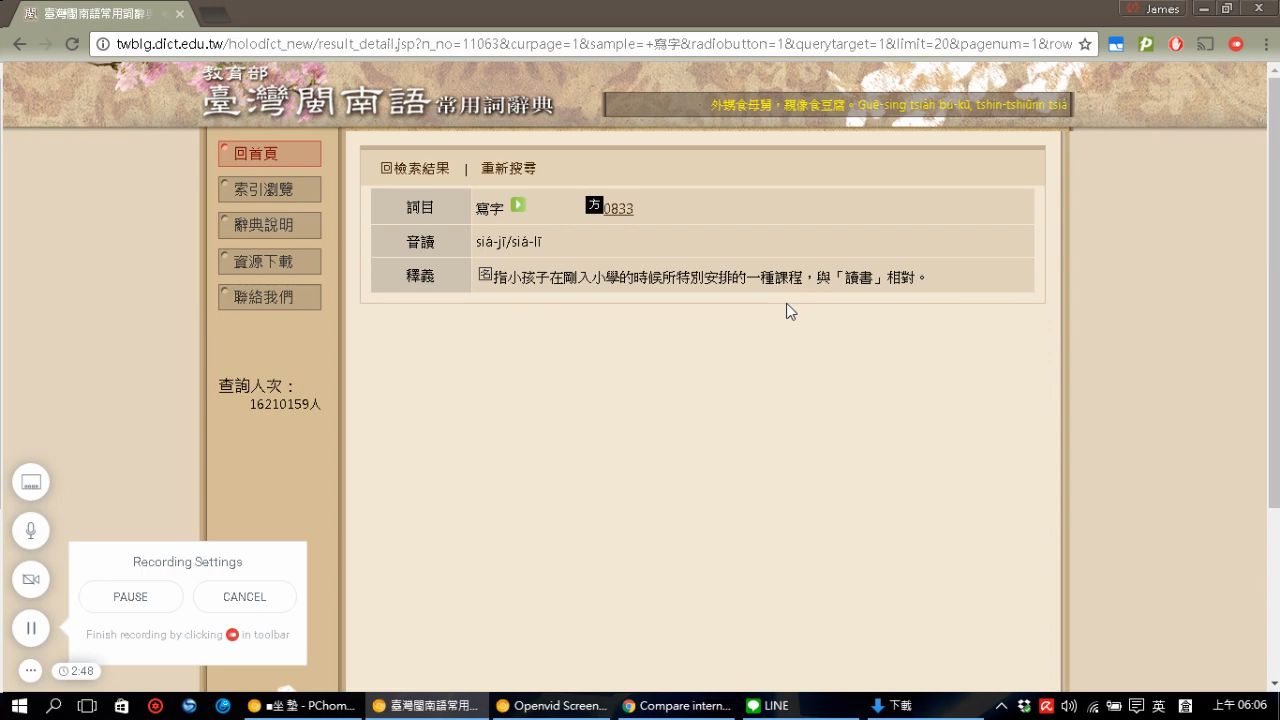 James
臺灣閩南語常用詞辭典
twblg.dict.edu.tw/holodict_new/result_detail.jsp?n_no=11063&curpage=1&sample=+寫字&radiobutton=1&querytarget=1&limit=20&pagenum=1&row
教育部
臺灣閩南語常用詞辭典
外甥食母舅,親像食豆腐。Guē-sing tsia̍h bú-kū, tshin-tshiūnn tsia
回首頁
索引瀏覽
辭典說明
資源下載
聯絡我們
查詢人次:
16210159人
回檢索結果 | 重新搜尋
詞目 寫字 方 0833
音讀 siá-jī/siá-lī
釋義 名指小孩子在剛入小學的時候所特別安排的一種課程,與「讀書」相對。
Recording Settings
PAUSE CANCEL
Finish recording by clicking in toolbar
2:48
■坐墊 - PChom...
臺灣閩南語常用...
Openvid Screen...
Compare intern...
LINE
下載
英
上午 06:06